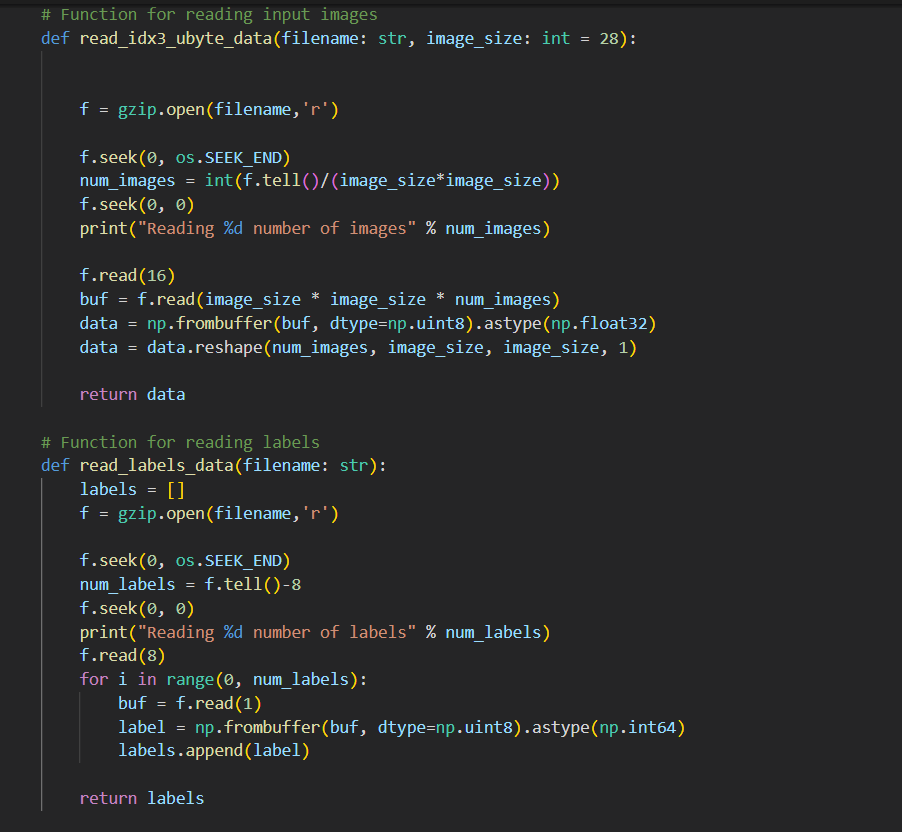 # Function for reading input images
def read_idx3_ubyte_data(filename: str, image_size: int = 28):
f = gzip.open(filename,'r')
f.seek(0, os.SEEK_END)
num_images = int(f.tell()/(image_size*image_size))
f.seek(0, 0)
print("Reading %d number of images" % num_images)
f.read(16)
buf = f.read(image_size * image_size * num_images)
data = np.frombuffer(buf, dtype=np.uint8).astype(np.float32)
data = data.reshape(num_images, image_size, image_size, 1)
return data
# Function for reading labels
def read_labels_data(filename: str):
labels = []
f = gzip.open(filename,'r')
f.seek(0, os.SEEK_END)
num_labels = f.tell()-8
f.seek(0, 0)
print("Reading %d number of labels" % num_labels)
f.read(8)
for i in range(0, num_labels):
buf = f.read(1)
label = np.frombuffer(buf, dtype=np.uint8).astype(np.int64)
labels.append(label)
return labels